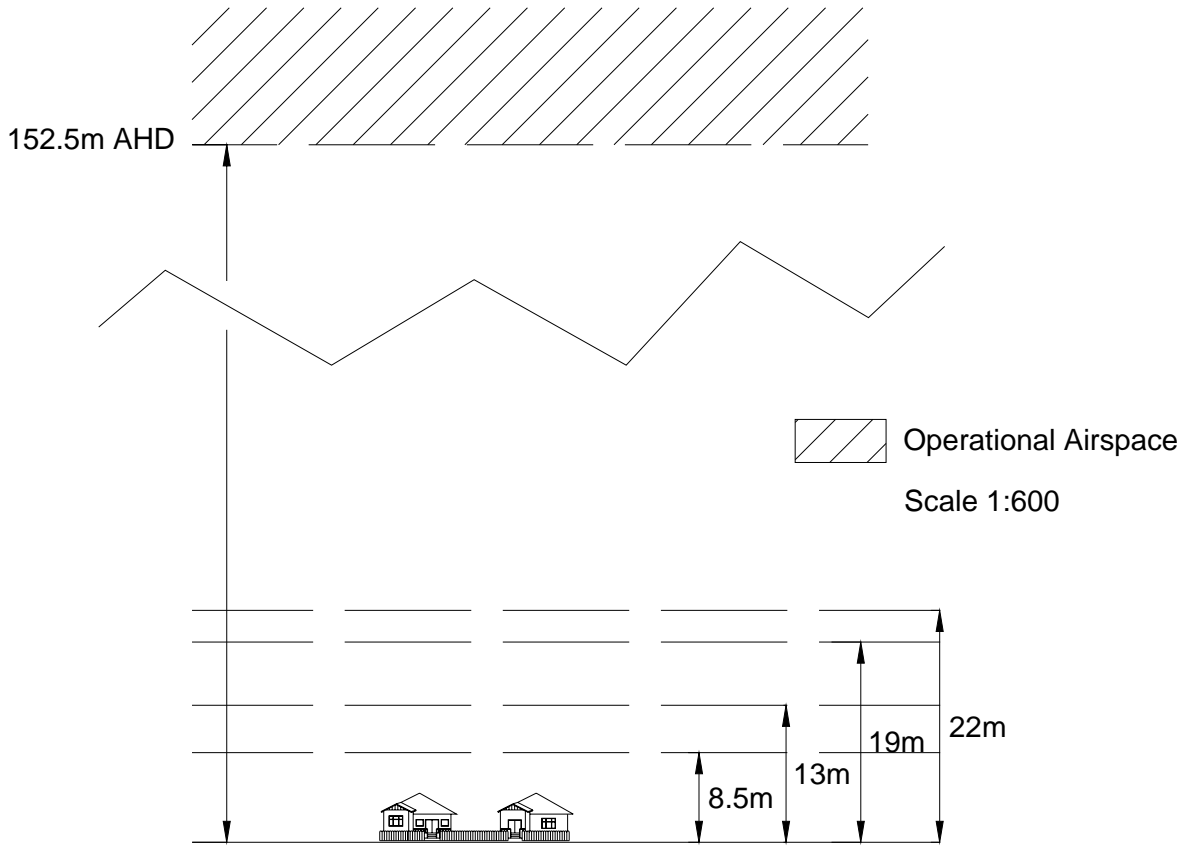 152.5m AHD
Operational Airspace
Scale 1:600
22m
19m
13m
8.5m